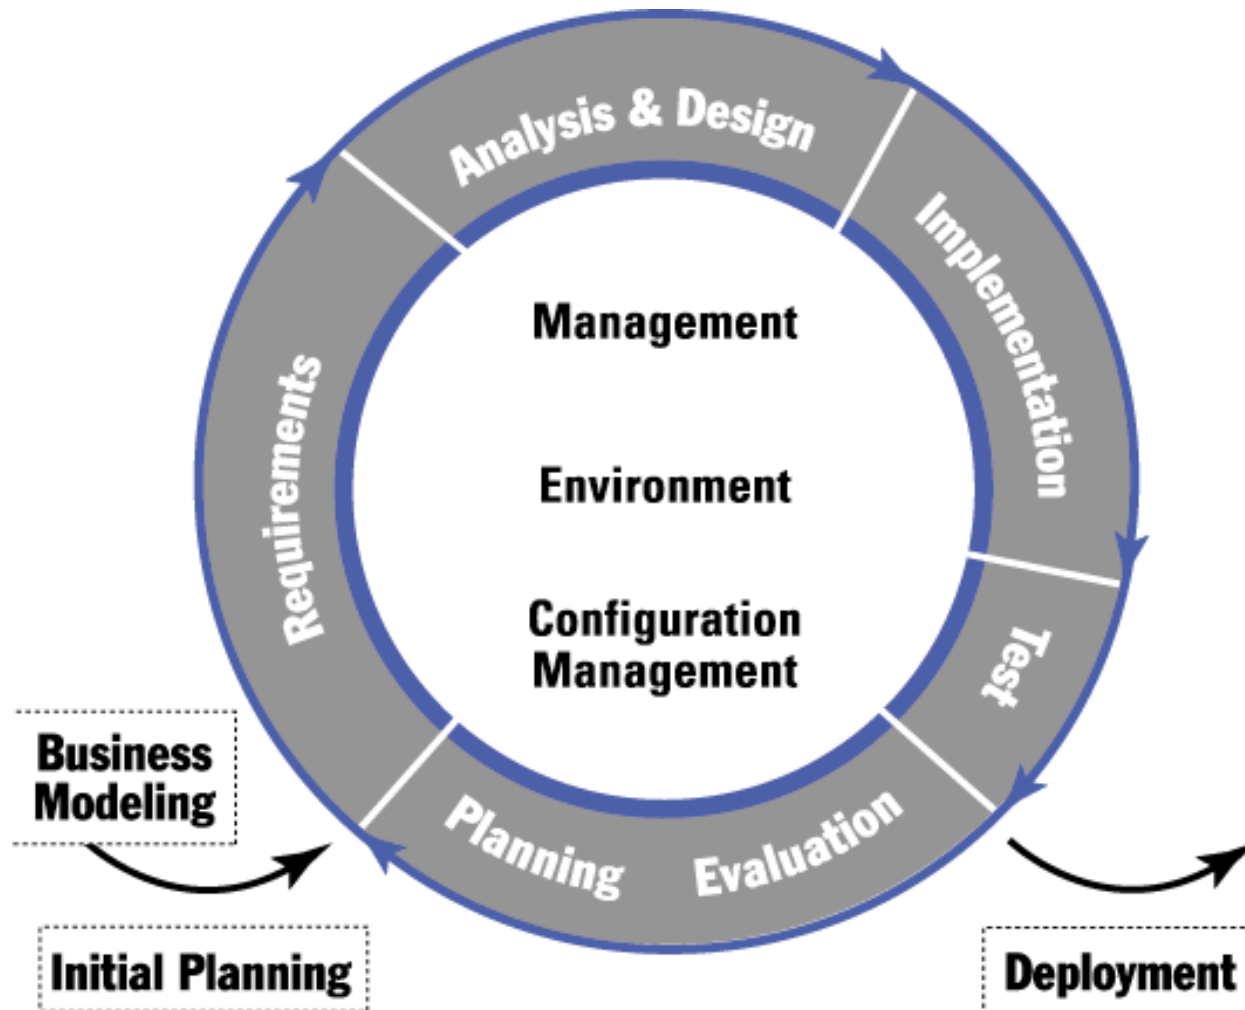 Analysis & Design
Implementation
Management
Requirements
Environment
Configuration
Management
Test
Business
Modeling
Planning
Evaluation
Initial Planning
Deployment